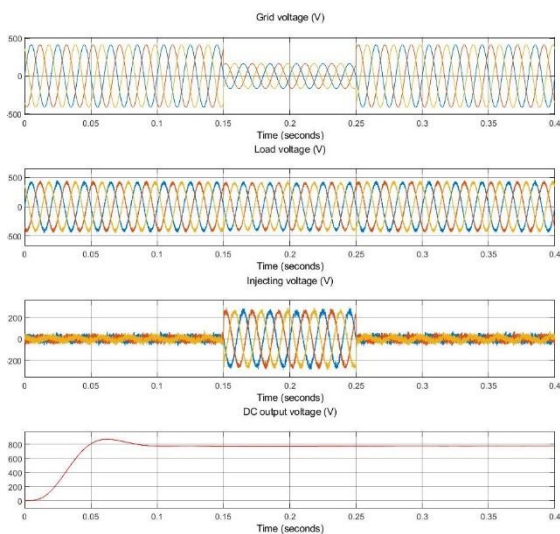 Grid voltage (V)
500
0
-500
0 0.05 0.1 0.15 0.2 0.25 0.3 0.35 0.4
Time (seconds)
Load voltage (V)
500
0
500
0 0.05 0.1 0.15 0.2 0.25 0.3 0.35 0.4
Time (seconds)
Injecting voltage (V)
200
0
-200
0 0.05 0.1 0.15 0.2 0.25 0.3 0.35 0.4
Time (seconds)
DC output voltage (V)
800
600
400
200
0
0 0.05 0.1 0.15 0.2 0.25 0.3 0.35 0.4
Time (seconds)